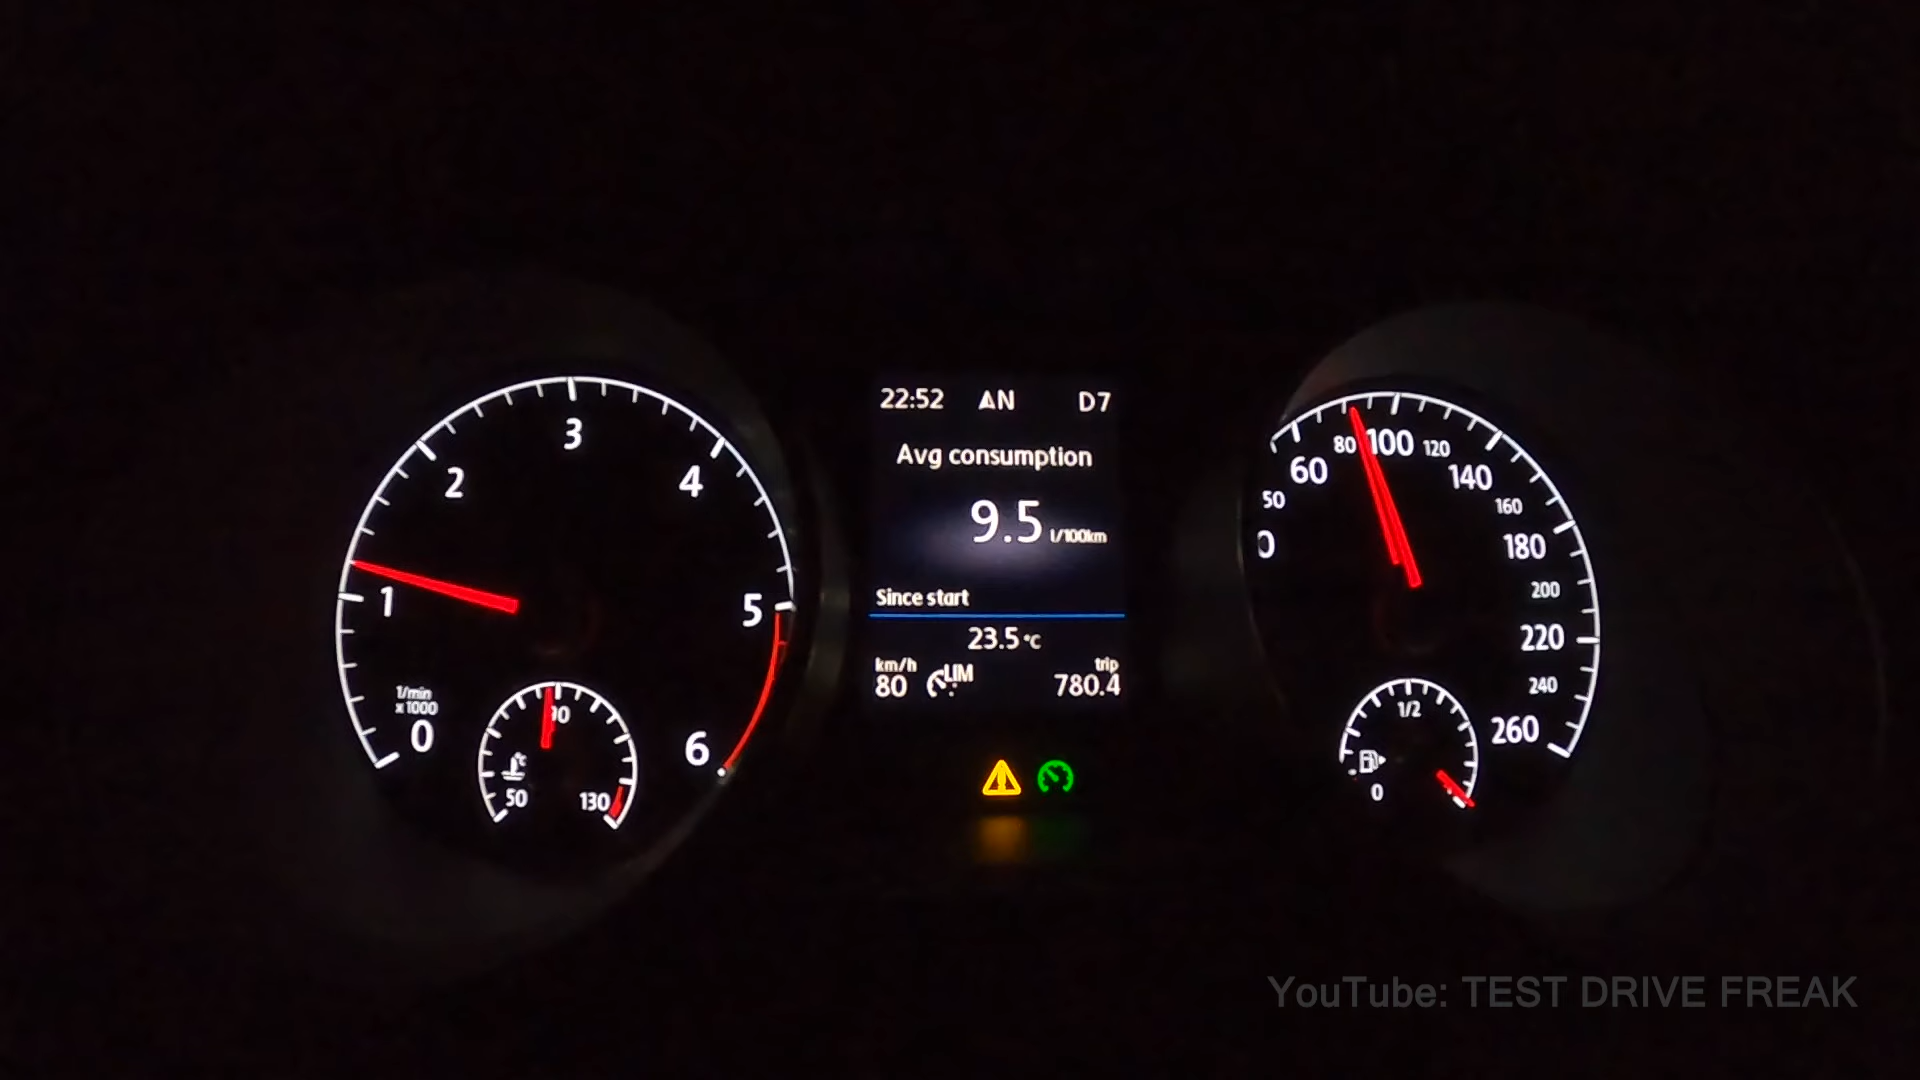 22:52 AN D7
Avg consumption
9.5 l/100km
Since start
23.5 °C
km/h
80 LIM
trip
780.4
0
1
2
3
4
5
6
1/min
x1000
°C
50
90
130
0
50
60
80
100
120
140
160
180
200
220
240
260
1/2
0
YouTube: TEST DRIVE FREAK